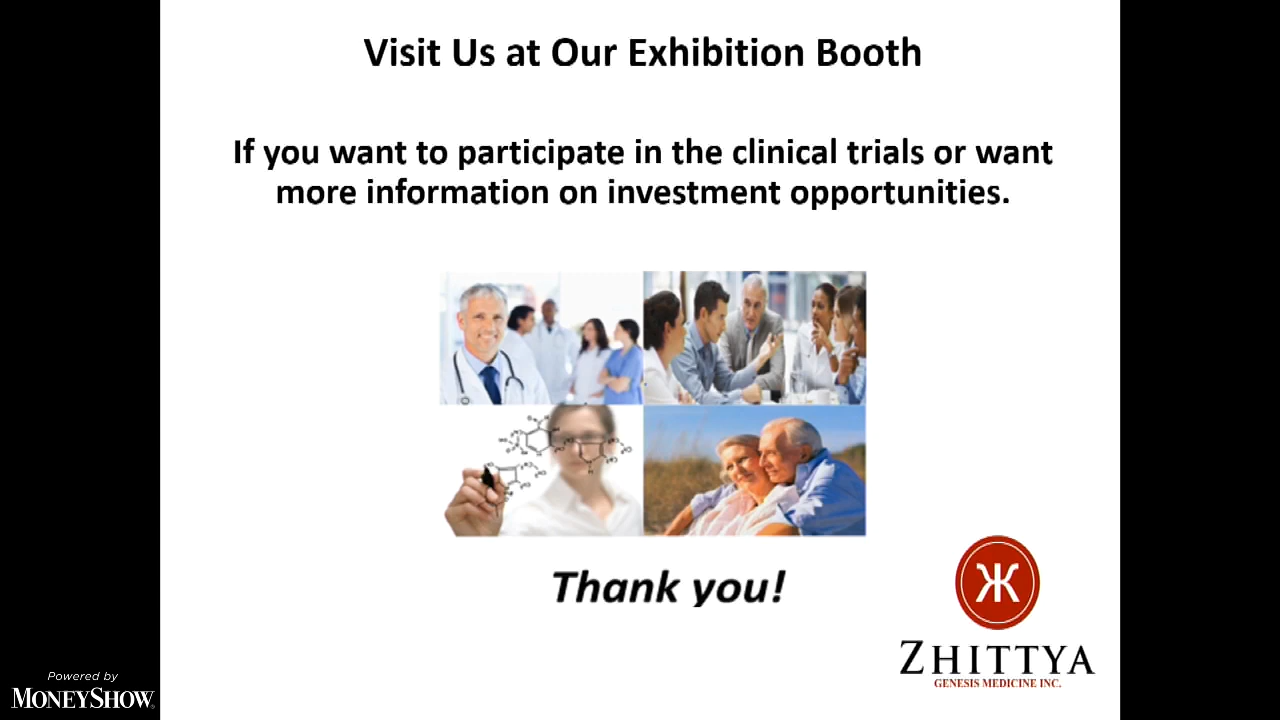 Visit Us at Our Exhibition Booth
If you want to participate in the clinical trials or want
more information on investment opportunities.
Thank you!
ZHITTYA
GENESIS MEDICINE INC.
Powered by
MONEYSHOW